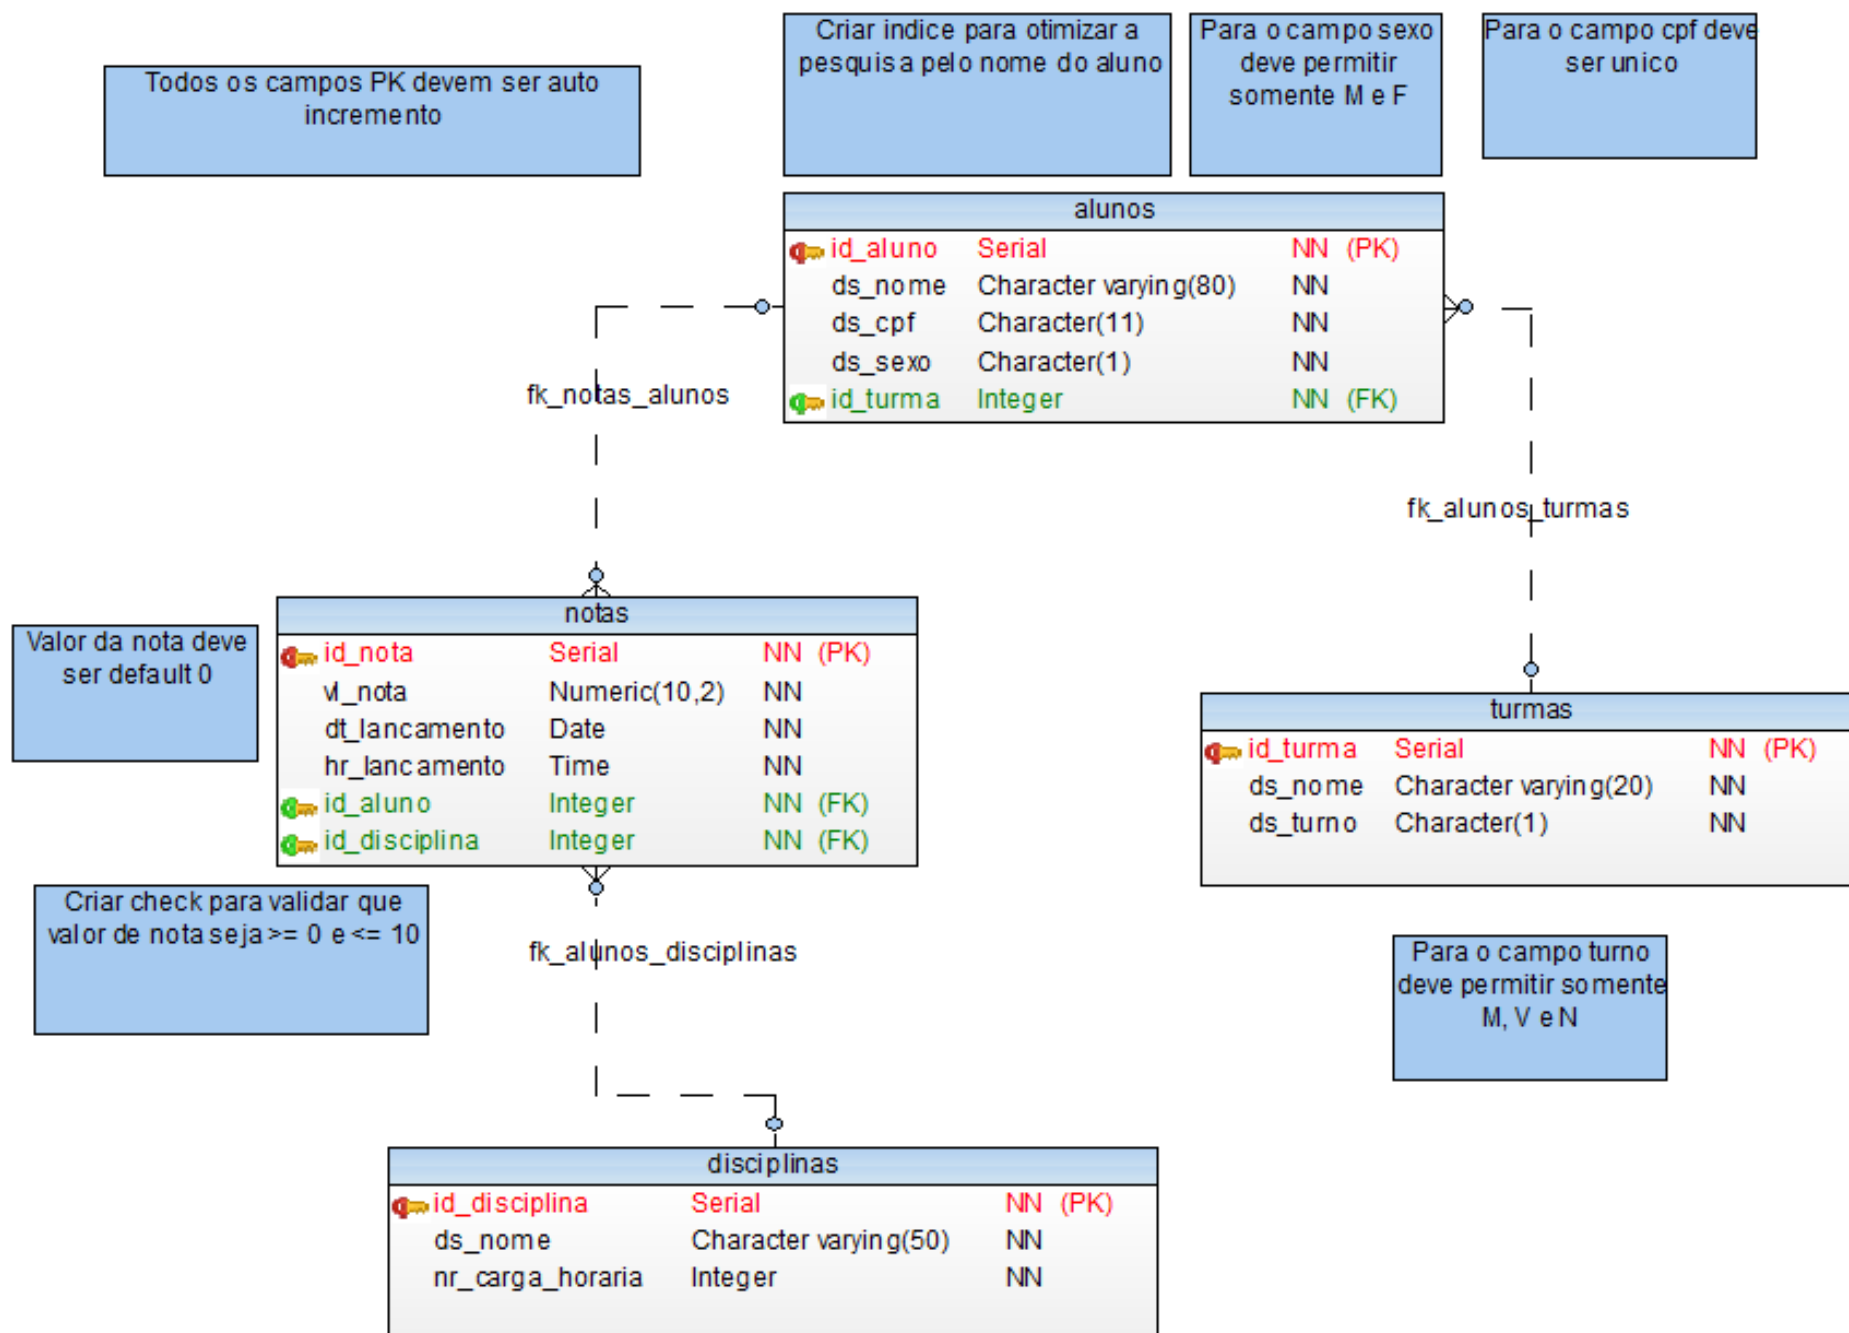 Todos os campos PK devem ser auto
incremento
Criar indice para otimizar a
pesquisa pelo nome do aluno
Para o campo sexo
deve permitir
somente M e F
Para o campo cpf deve
ser unico
alunos
id_aluno Serial NN (PK)
ds_nome Character varying(80) NN
ds_cpf Character(11) NN
ds_sexo Character(1) NN
id_turma Integer NN (FK)
fk_notas_alunos
fk_alunos_turmas
Valor da nota deve
ser default 0
notas
id_nota Serial NN (PK)
vl_nota Numeric(10,2) NN
dt_lancamento Date NN
hr_lancamento Time NN
id_aluno Integer NN (FK)
id_disciplina Integer NN (FK)
turmas
id_turma Serial NN (PK)
ds_nome Character varying(20) NN
ds_turno Character(1) NN
Criar check para validar que
valor de nota seja >= 0 e <= 10
fk_alunos_disciplinas
Para o campo turno
deve permitir somente
M, V e N
disciplinas
id_disciplina Serial NN (PK)
ds_nome Character varying(50) NN
nr_carga_horaria Integer NN